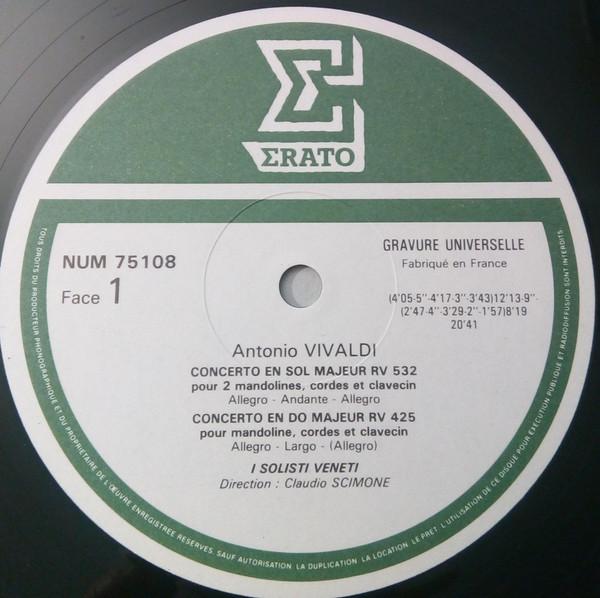 ΣRATO
NUM 75108
Face 1
GRAVURE UNIVERSELLE
Fabriqué en France
(4'05-5''-4'17-3''-3'43)12'13-9''-
(2'47-4''-3'29-2''-1'57)8'19
20'41
Antonio VIVALDI
CONCERTO EN SOL MAJEUR RV 532
pour 2 mandolines, cordes et clavecin
Allegro - Andante - Allegro
CONCERTO EN DO MAJEUR RV 425
pour mandoline, cordes et clavecin
Allegro - Largo - (Allegro)
I SOLISTI VENETI
Direction : Claudio SCIMONE
TOUS DROITS DU PRODUCTEUR PHONOGRAPHIQUE ET DU PROPRIETAIRE DE L'ŒUVRE ENREGISTREE RESERVES. SAUF AUTORISATION LA DUPLICATION, LA LOCATION, LE PRET, L'UTILISATION DE CE DISQUE POUR EXECUTION PUBLIQUE ET RADIODIFFUSION SONT INTERDITS.